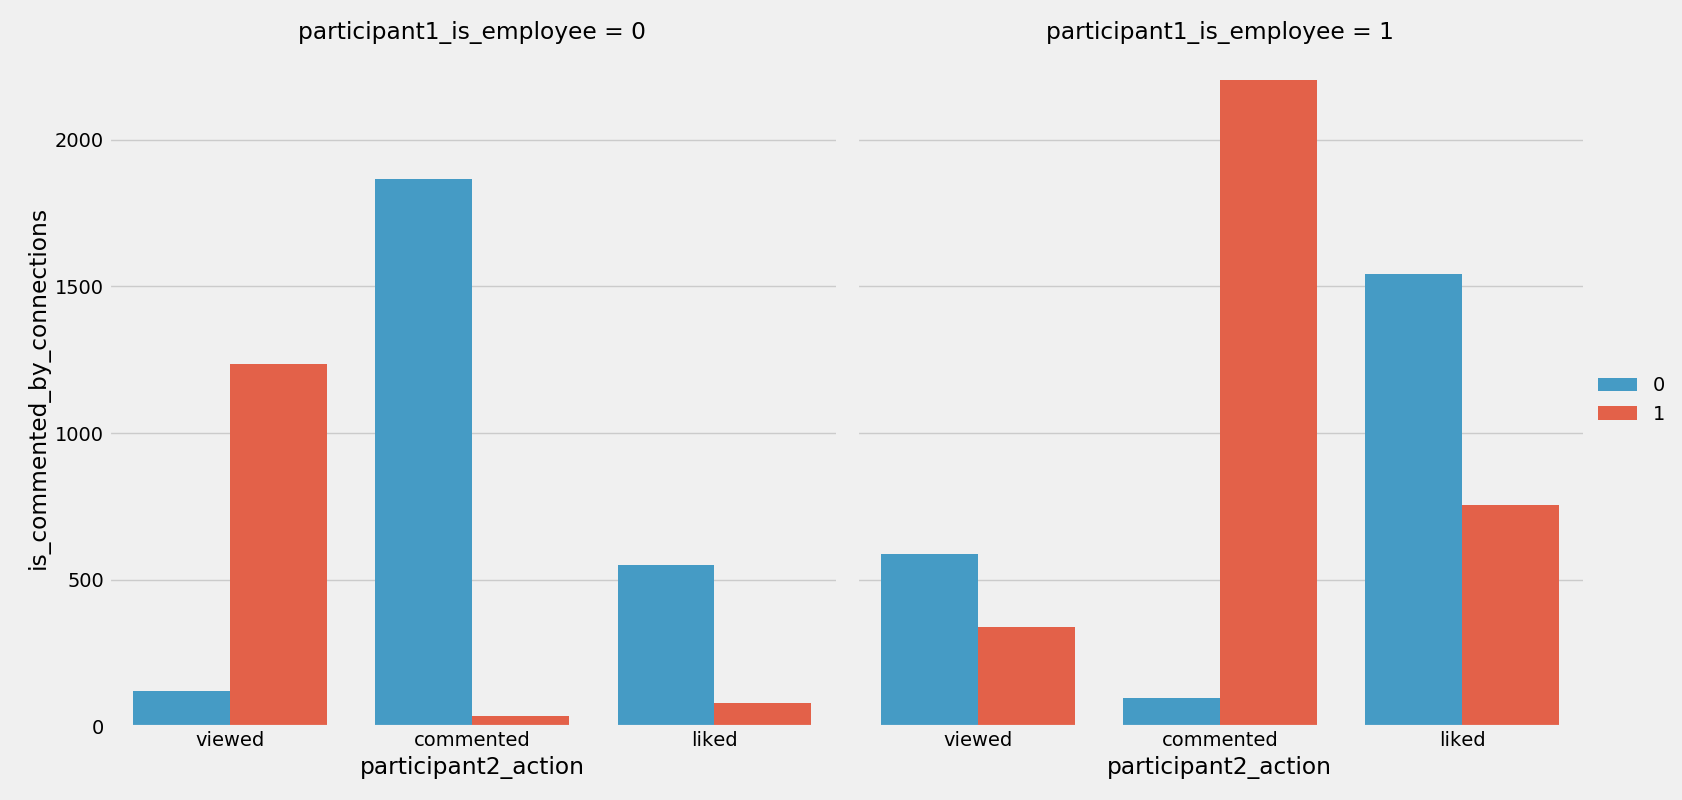 participant1_is_employee = 0
participant1_is_employee = 1
is_commented_by_connections
2000
1500
1000
500
0
viewed
commented
liked
participant2_action
viewed
commented
liked
participant2_action
0
1